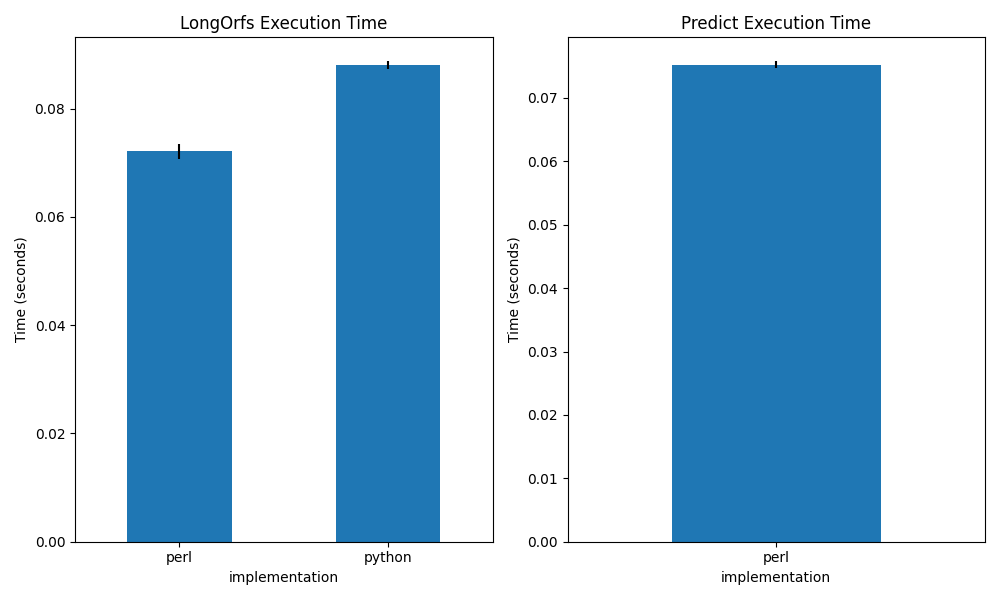 LongOrfs Execution Time
Time (seconds)
0.08
0.06
0.04
0.02
0.00
perl python
implementation
Predict Execution Time
Time (seconds)
0.07
0.06
0.05
0.04
0.03
0.02
0.01
0.00
perl
implementation